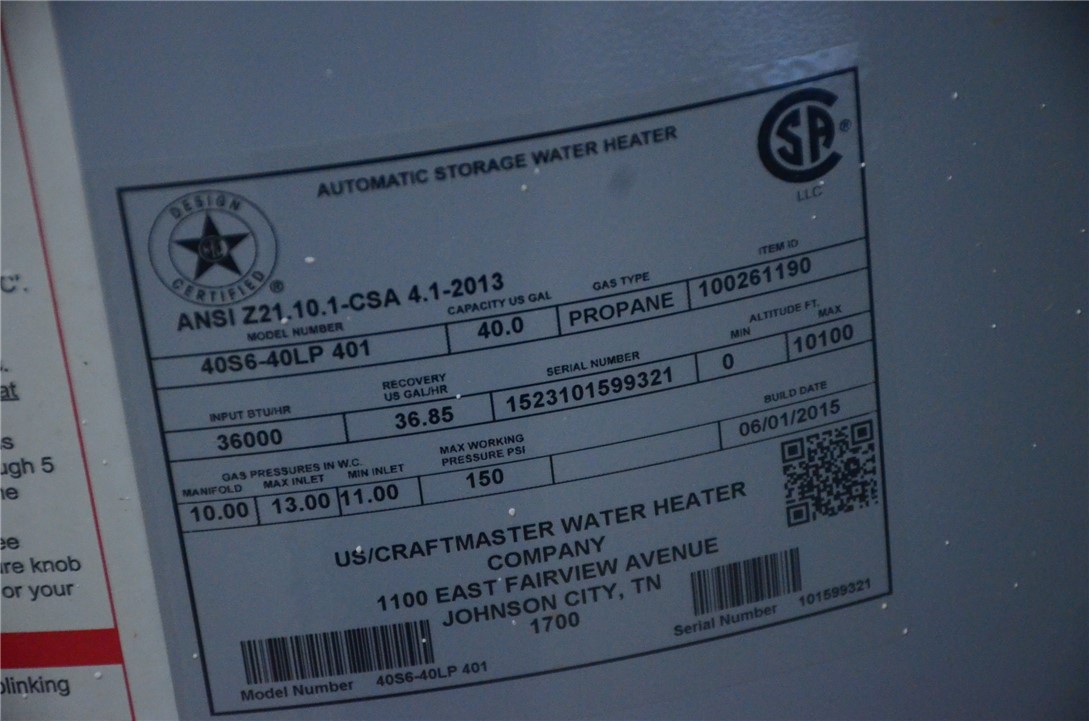 C".
at
s
ugh 5
ne
ee
ure knob
or your
blinking
AUTOMATIC STORAGE WATER HEATER
CSA
®
LLC
DESIGN
CERTIFIED
®
ANSI Z21.10.1-CSA 4.1-2013
MODEL NUMBER CAPACITY US GAL GAS TYPE ITEM ID
40S6-40LP 401 40.0 PROPANE 100261190
ALTITUDE FT.
INPUT BTU/HR RECOVERY US GAL/HR SERIAL NUMBER MIN MAX
36000 36.85 1523101599321 0 10100
GAS PRESSURES IN W.C.
MANIFOLD MAX INLET MIN INLET MAX WORKING PRESSURE PSI BUILD DATE
10.00 13.00 11.00 150 06/01/2015
US/CRAFTMASTER WATER HEATER
COMPANY
1100 EAST FAIRVIEW AVENUE
JOHNSON CITY, TN
1700
Model Number 40S6-40LP 401
Serial Number 101599321